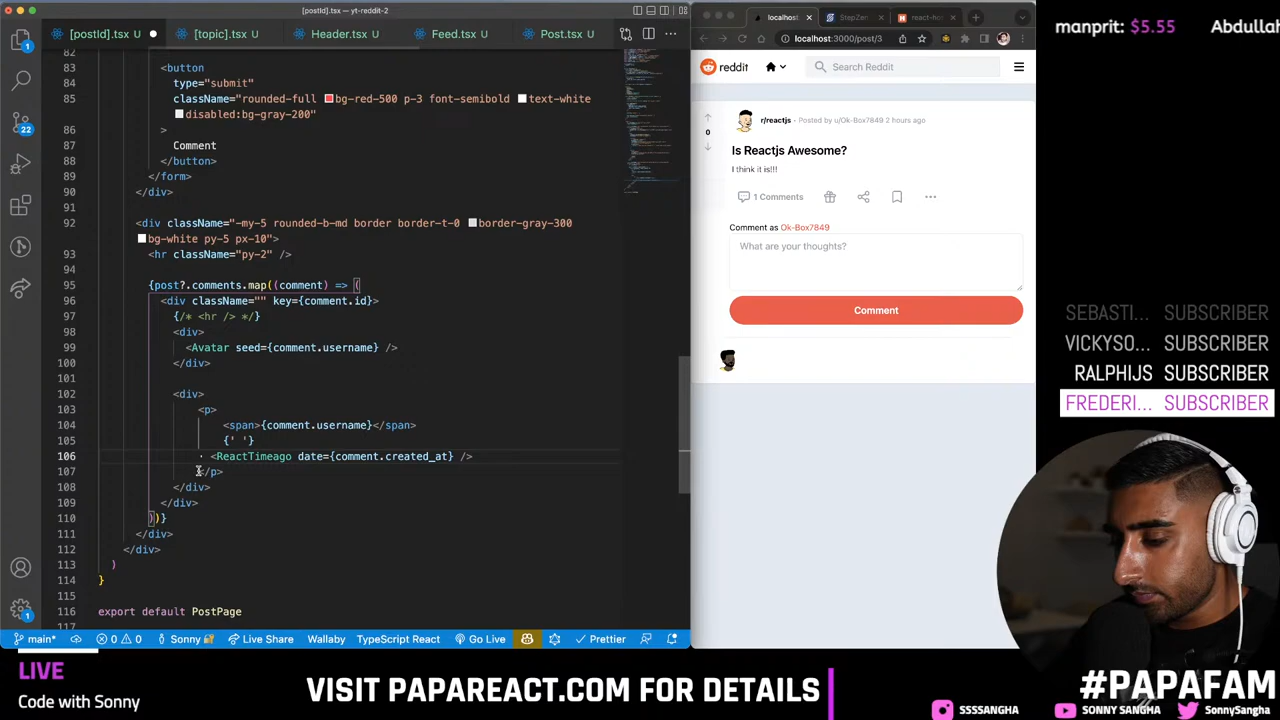 [postId].tsx — yt-reddit-2
[postId].tsx U
[topic].tsx U
Header.tsx U
Feed.tsx U
Post.tsx U
82
83 <button
84 type="submit"
85 className="rounded-full bg-red-500 p-3 font-semibold text-white
disabled:bg-gray-200"
86 >
87 Comment
88 </button>
89 </form>
90 </div>
91
92 <div className="-my-5 rounded-b-md border border-t-0 border-gray-300
bg-white py-5 px-10">
93 <hr className="py-2" />
94
95 {post?.comments.map((comment) => (
96 <div className="" key={comment.id}>
97 {/* <hr /> */}
98 <div>
99 <Avatar seed={comment.username} />
100 </div>
101
102 <div>
103 <p>
104 <span>{comment.username}</span>
105 {' '}
106 · <ReactTimeago date={comment.created_at} />
107 </p>
108 </div>
109 </div>
110 ))}
111 </div>
112 </div>
113 )
114 }
115
116 export default PostPage
117
1
22
1
main*
0 0
Sonny
Live Share
Wallaby
TypeScript React
Go Live
Prettier
localhost:
StepZen
react-ho
localhost:3000/post/3
reddit
Search Reddit
0
r/reactjs • Posted by u/Ok-Box7849 2 hours ago
Is Reactjs Awesome?
I think it is!!!
1 Comments
Comment as Ok-Box7849
What are your thoughts?
Comment
manprit: $5.55 Abdullah
SEBASTI... SUBSCRIBER
VICKYSO... SUBSCRIBER
RALPHIJS SUBSCRIBER
FREDERI... SUBSCRIBER
LIVE
Code with Sonny
VISIT PAPAREACT.COM FOR DETAILS
#PAPAFAM
SSSSANGHA
SONNY SANGHA
SonnySangha